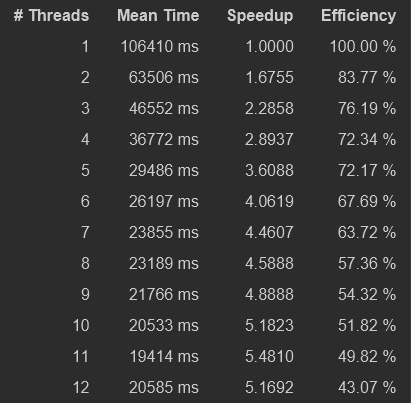 # Threads Mean Time Speedup Efficiency
1 106410 ms 1.0000 100.00 %
2 63506 ms 1.6755 83.77 %
3 46552 ms 2.2858 76.19 %
4 36772 ms 2.8937 72.34 %
5 29486 ms 3.6088 72.17 %
6 26197 ms 4.0619 67.69 %
7 23855 ms 4.4607 63.72 %
8 23189 ms 4.5888 57.36 %
9 21766 ms 4.8888 54.32 %
10 20533 ms 5.1823 51.82 %
11 19414 ms 5.4810 49.82 %
12 20585 ms 5.1692 43.07 %